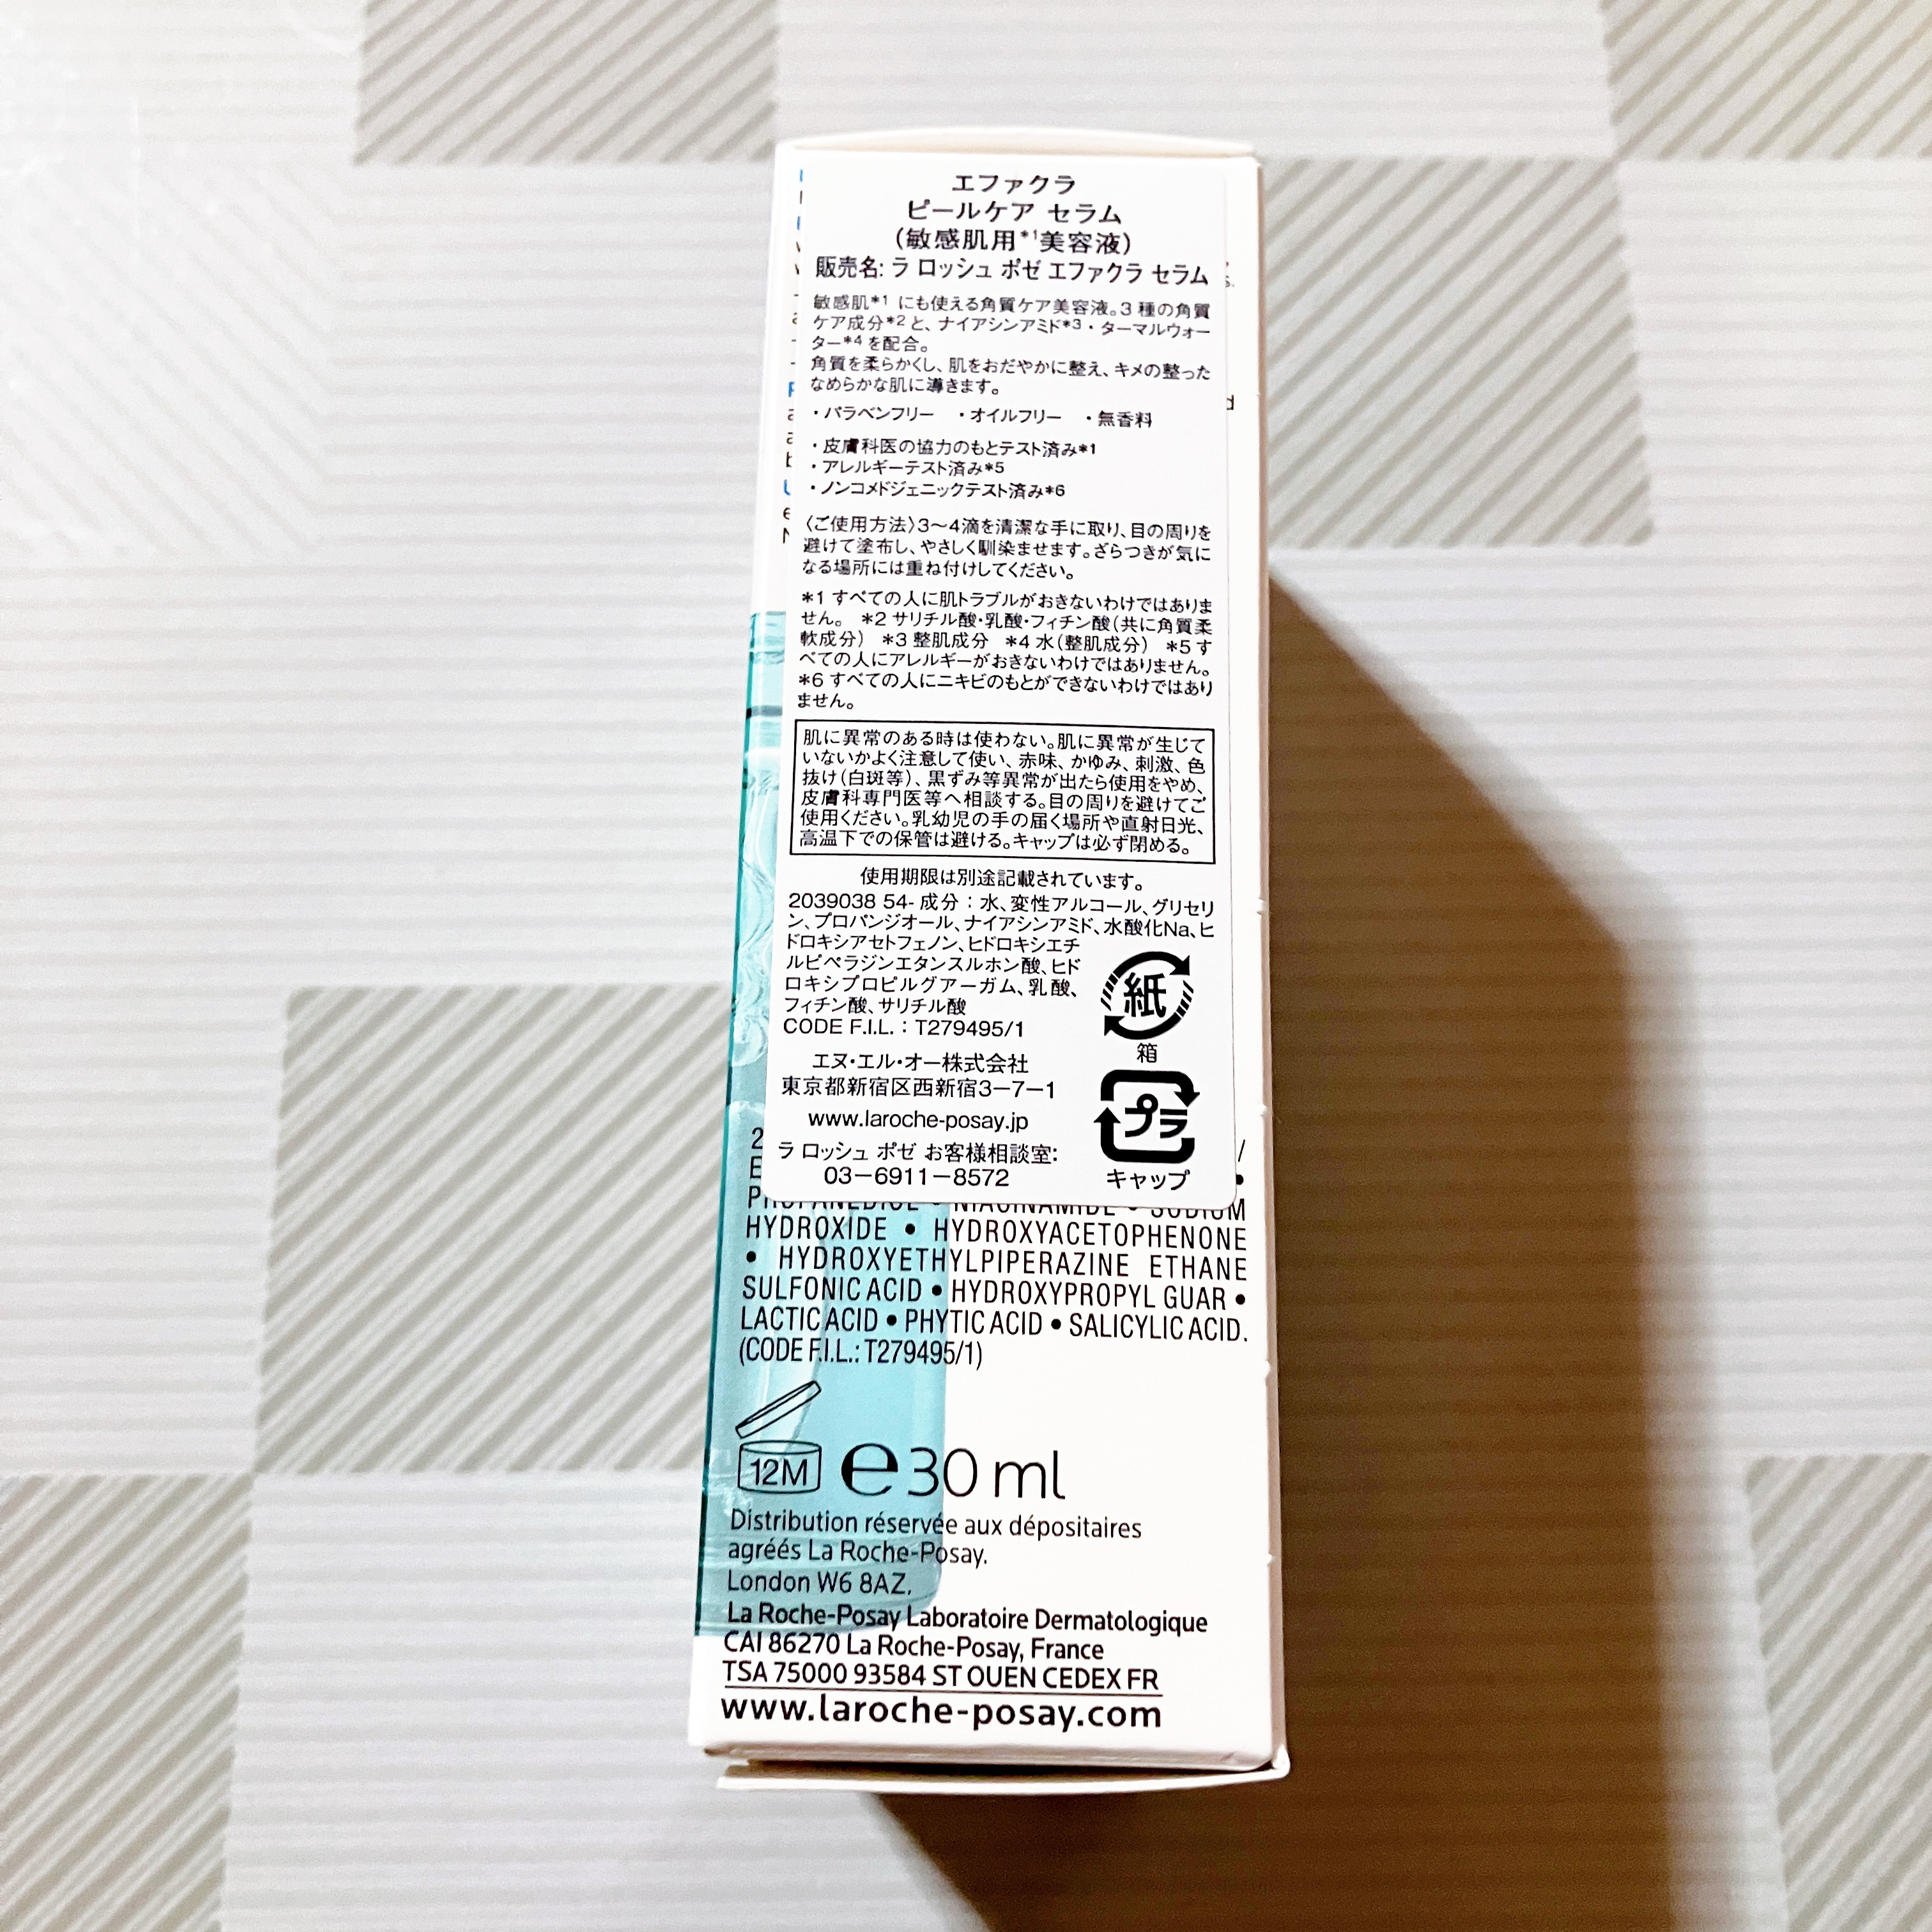 エファクラ
ピールケア セラム
(敏感肌用*1美容液)
販売名: ラ ロッシュ ポゼ エファクラ セラム
敏感肌*1 にも使える角質ケア美容液。3 種の角質
ケア成分*2 と、ナイアシンアミド*3・ターマルウォー
ター*4 を配合。
角質を柔らかくし、肌をおだやかに整え、キメの整った
なめらかな肌に導きます。
・パラベンフリー ・オイルフリー ・無香料
・皮膚科医の協力のもとテスト済み*1
・アレルギーテスト済み*5
・ノンコメドジェニックテスト済み*6
〈ご使用方法〉3〜4滴を清潔な手に取り、目の周りを
避けて塗布し、やさしく馴染ませます。ざらつきが気に
なる場所には重ね付けしてください。
*1 すべての人に肌トラブルがおきないわけではありま
せん。 *2 サリチル酸・乳酸・フィチン酸(共に角質柔
軟成分) *3 整肌成分 *4 水(整肌成分) *5 す
べての人にアレルギーがおきないわけではありません。
*6 すべての人にニキビのもとができないわけではあり
ません。
肌に異常のある時は使わない。肌に異常が生じて
いないかよく注意して使い、赤味、かゆみ、刺激、色
抜け(白斑等)、黒ずみ等異常が出たら使用をやめ、
皮膚科専門医等へ相談する。目の周りを避けてご
使用ください。乳幼児の手の届く場所や直射日光、
高温下での保管は避ける。キャップは必ず閉める。
使用期限は別途記載されています。
2039038 54- 成分：水、変性アルコール、グリセリ
ン、プロパンジオール、ナイアシンアミド、水酸化Na、ヒ
ドロキシアセトフェノン、ヒドロキシエチ
ルピペラジンエタンスルホン酸、ヒド
ロキシプロピルグアーガム、乳酸、
フィチン酸、サリチル酸
CODE F.I.L.：T279495/1
紙
箱
エヌ・エル・オー株式会社
東京都新宿区西新宿3－7－1
www.laroche-posay.jp
ラ ロッシュ ポゼ お客様相談室:
03－6911－8572
プラ
キャップ
PROPANEDIOL • NIACINAMIDE • SODIUM
HYDROXIDE • HYDROXYACETOPHENONE
• HYDROXYETHYLPIPERAZINE ETHANE
SULFONIC ACID • HYDROXYPROPYL GUAR •
LACTIC ACID • PHYTIC ACID • SALICYLIC ACID.
(CODE F.I.L.: T279495/1)
12M ℮ 30 ml
Distribution réservée aux dépositaires
agréés La Roche-Posay.
London W6 8AZ.
La Roche-Posay Laboratoire Dermatologique
CAI 86270 La Roche-Posay, France
TSA 75000 93584 ST OUEN CEDEX FR
www.laroche-posay.com